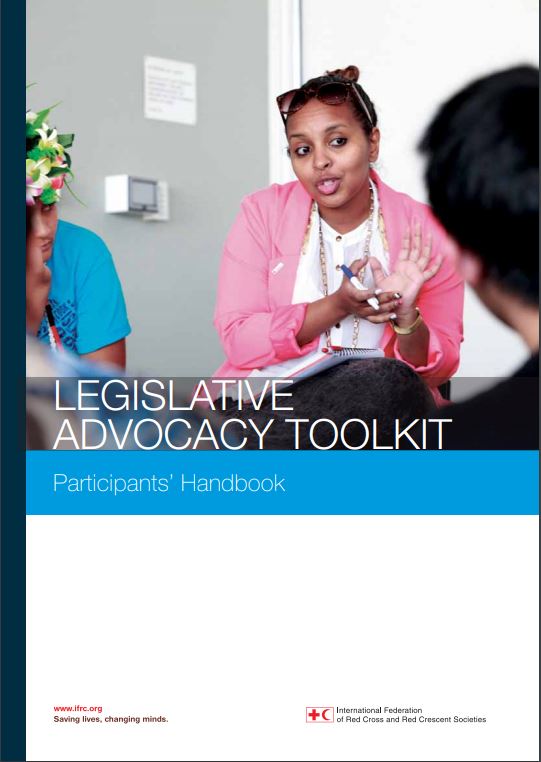 LEGISLATIVE
ADVOCACY TOOLKIT
Participants’ Handbook
www.ifrc.org
Saving lives, changing minds.
International Federation
of Red Cross and Red Crescent Societies